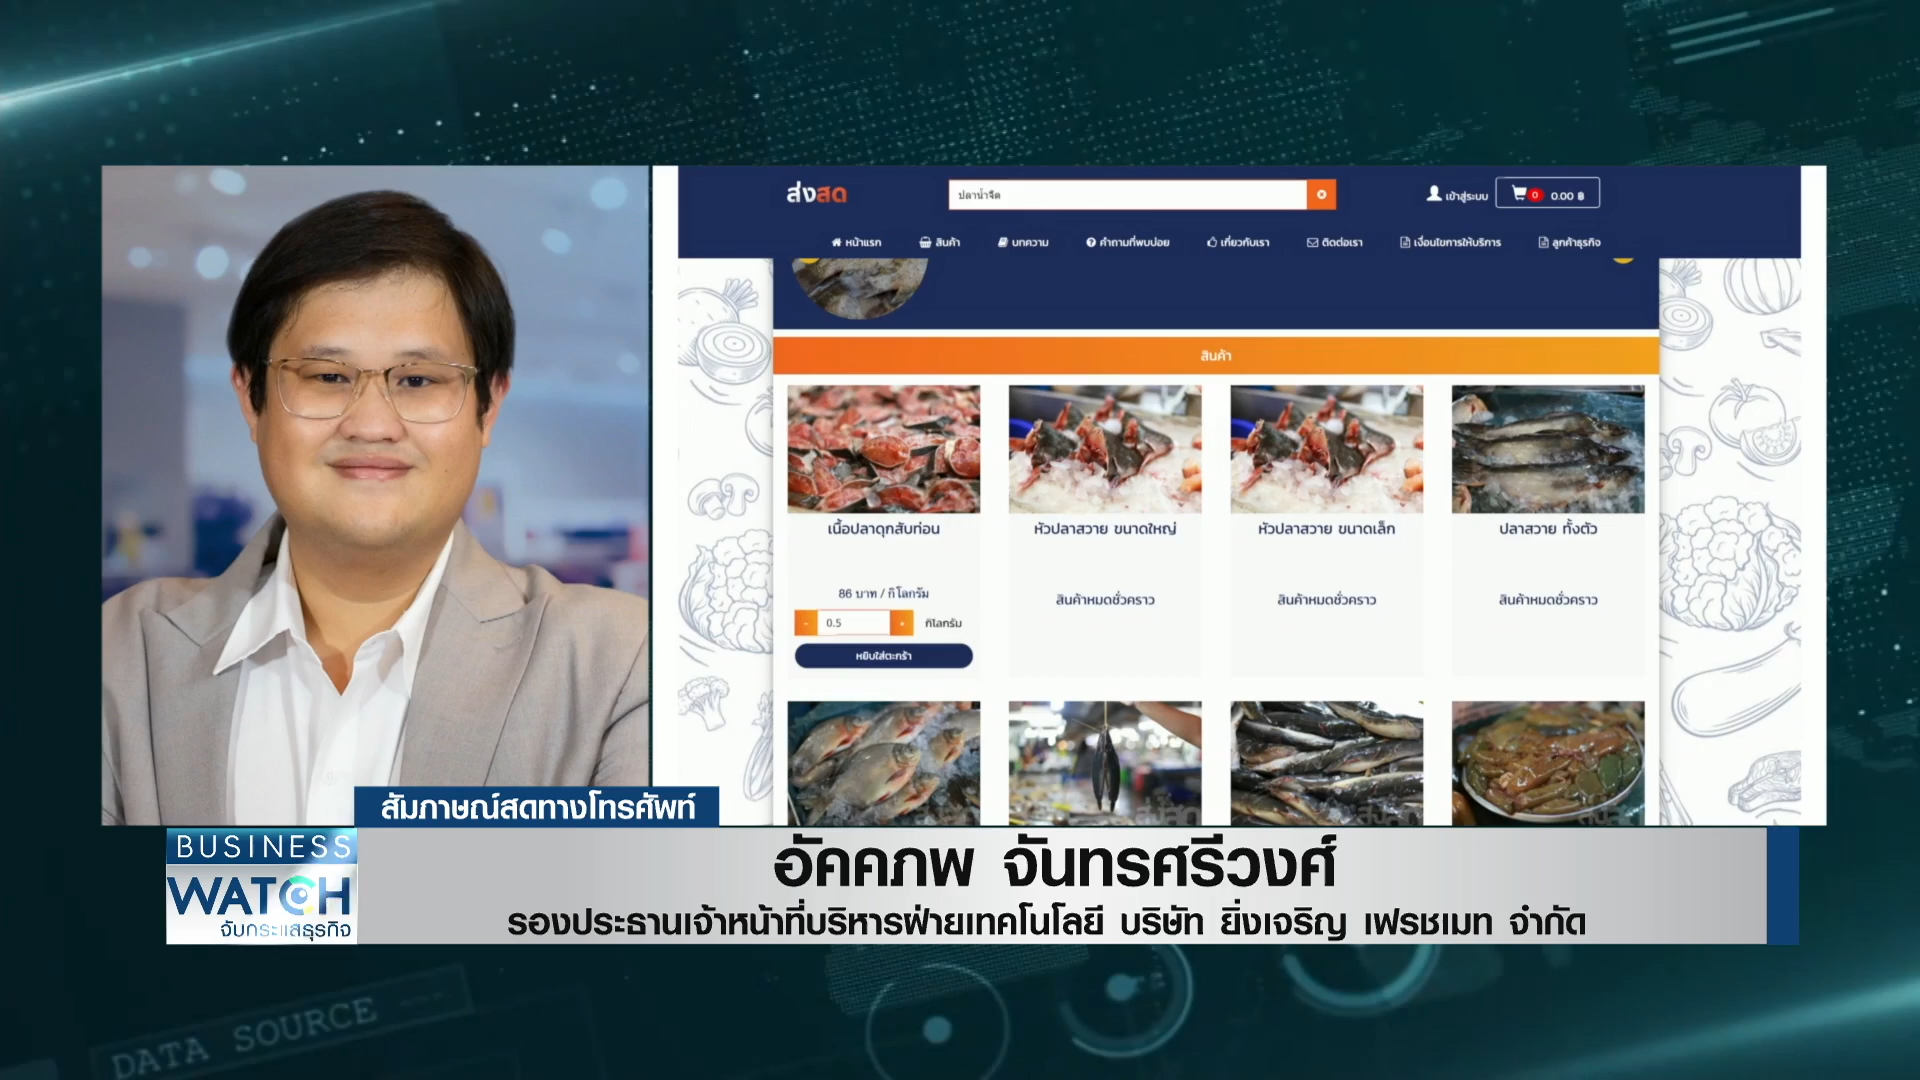 ส่งสด
ปลาน้ำจืด
เข้าสู่ระบบ
0
0.00 ฿
หน้าแรก
สินค้า
บทความ
คำถามที่พบบ่อย
เกี่ยวกับเรา
ติดต่อเรา
เงื่อนไขการให้บริการ
ลูกค้าธุรกิจ
สินค้า
เนื้อปลาดุกสับท่อน
หัวปลาสวาย ขนาดใหญ่
หัวปลาสวาย ขนาดเล็ก
ปลาสวาย ทั้งตัว
86 บาท / กิโลกรัม
สินค้าหมดชั่วคราว
สินค้าหมดชั่วคราว
สินค้าหมดชั่วคราว
- 0.5 + กิโลกรัม
หยิบใส่ตะกร้า
สัมภาษณ์สดทางโทรศัพท์
BUSINESS
WATCH
จับกระแสธุรกิจ
อัคคภพ จันทรศรีวงศ์
รองประธานเจ้าหน้าที่บริหารฝ่ายเทคโนโลยี บริษัท ยิ่งเจริญ เฟรชเมท จำกัด
DATA SOURCE